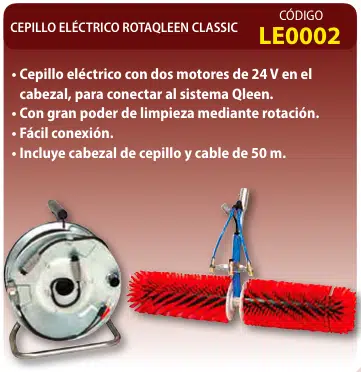 CEPILLO ELÉCTRICO ROTAQLEEN CLASSIC
CÓDIGO
LE0002
• Cepillo eléctrico con dos motores de 24 V en el
cabezal, para conectar al sistema Qleen.
• Con gran poder de limpieza mediante rotación.
• Fácil conexión.
• Incluye cabezal de cepillo y cable de 50 m.